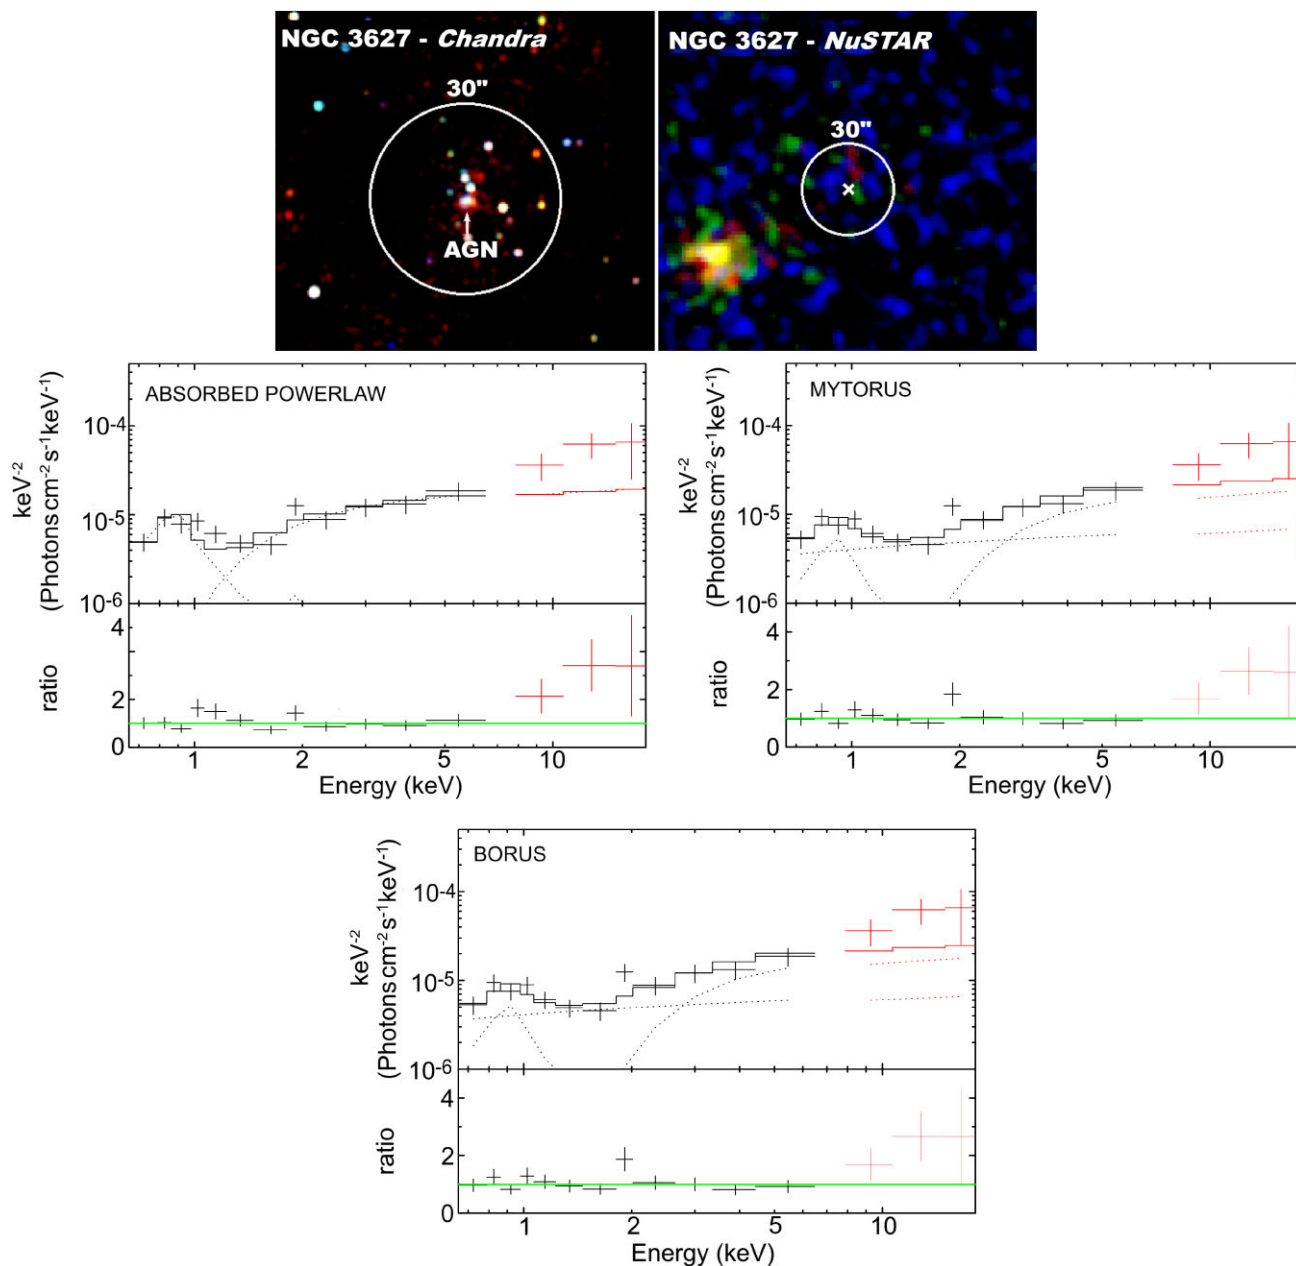 NGC 3627 - Chandra
30"
AGN
NGC 3627 - NuSTAR
30"
×
ABSORBED POWERLAW
keV⁻²
(Photons cm⁻² s⁻¹ keV⁻¹)
10⁻⁴
10⁻⁵
10⁻⁶
ratio
4
2
0
1
2
5
10
Energy (keV)
MYTORUS
keV⁻²
(Photons cm⁻² s⁻¹ keV⁻¹)
10⁻⁴
10⁻⁵
10⁻⁶
ratio
4
2
0
1
2
5
10
Energy (keV)
BORUS
keV⁻²
(Photons cm⁻² s⁻¹ keV⁻¹)
10⁻⁴
10⁻⁵
10⁻⁶
ratio
4
2
0
1
2
5
10
Energy (keV)